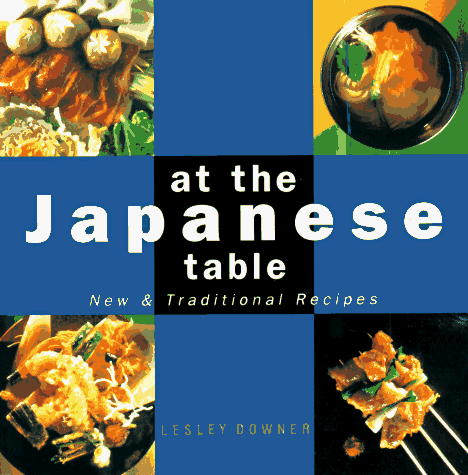 at the
Japanese
table
New & Traditional Recipes
LESLEY DOWNER